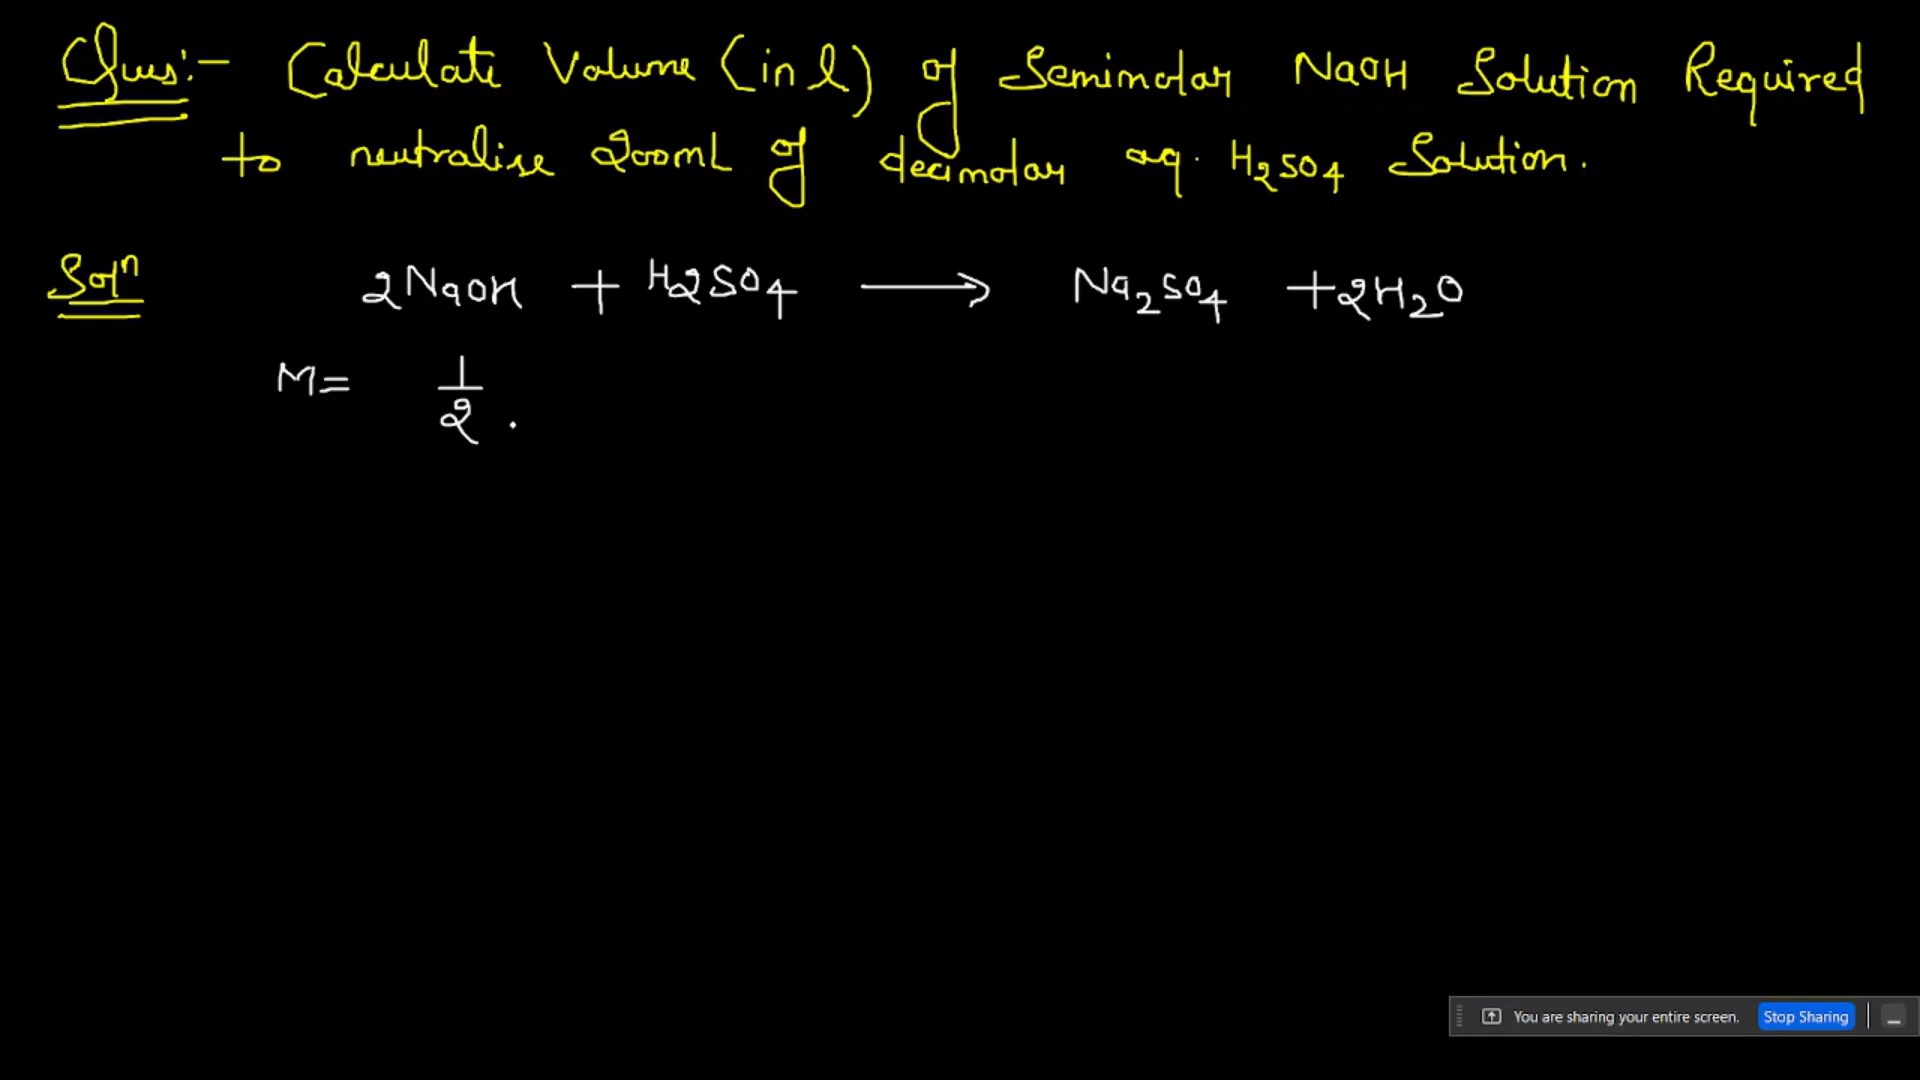 Ques:- Calculate Volume (in l) of Semimolar NaOH Solution Required
to neutralise 200mL of decimolar aq. H₂SO₄ Solution.
Solⁿ 2NaOH + H2SO₄ → Na₂SO₄ + 2H₂O
M= 1/2 .
You are sharing your entire screen. Stop Sharing